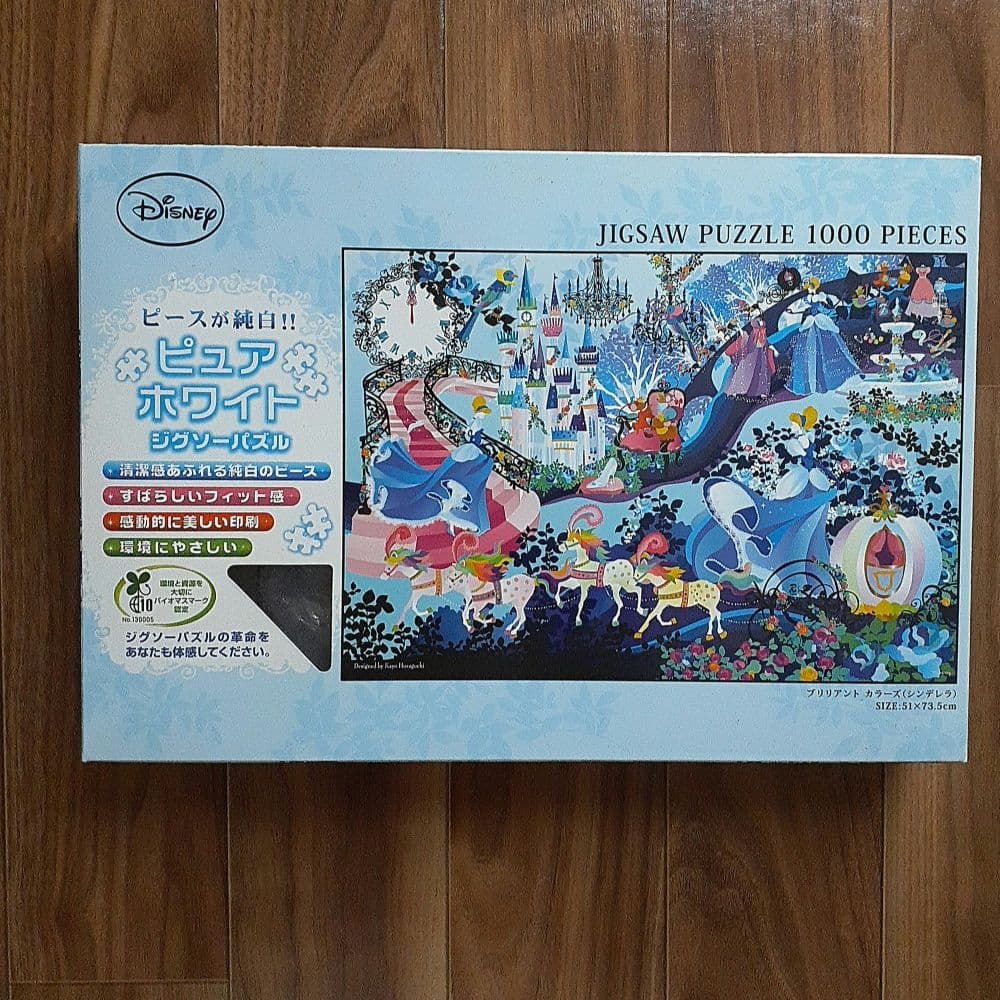 DISNEY
JIGSAW PUZZLE 1000 PIECES
ピースが純白!!
ピュア
ホワイト
ジグソーパズル
清潔感あふれる純白のピース
すばらしいフィット感
感動的に美しい印刷
環境にやさしい
環境と資源を
大切に
バイオマスマーク
認定
10
No.130005
ジグソーパズルの革命を
あなたも体感してください。
Designed by Kayo Horaguchi
ブリリアント カラーズ(シンデレラ)
SIZE:51×73.5cm